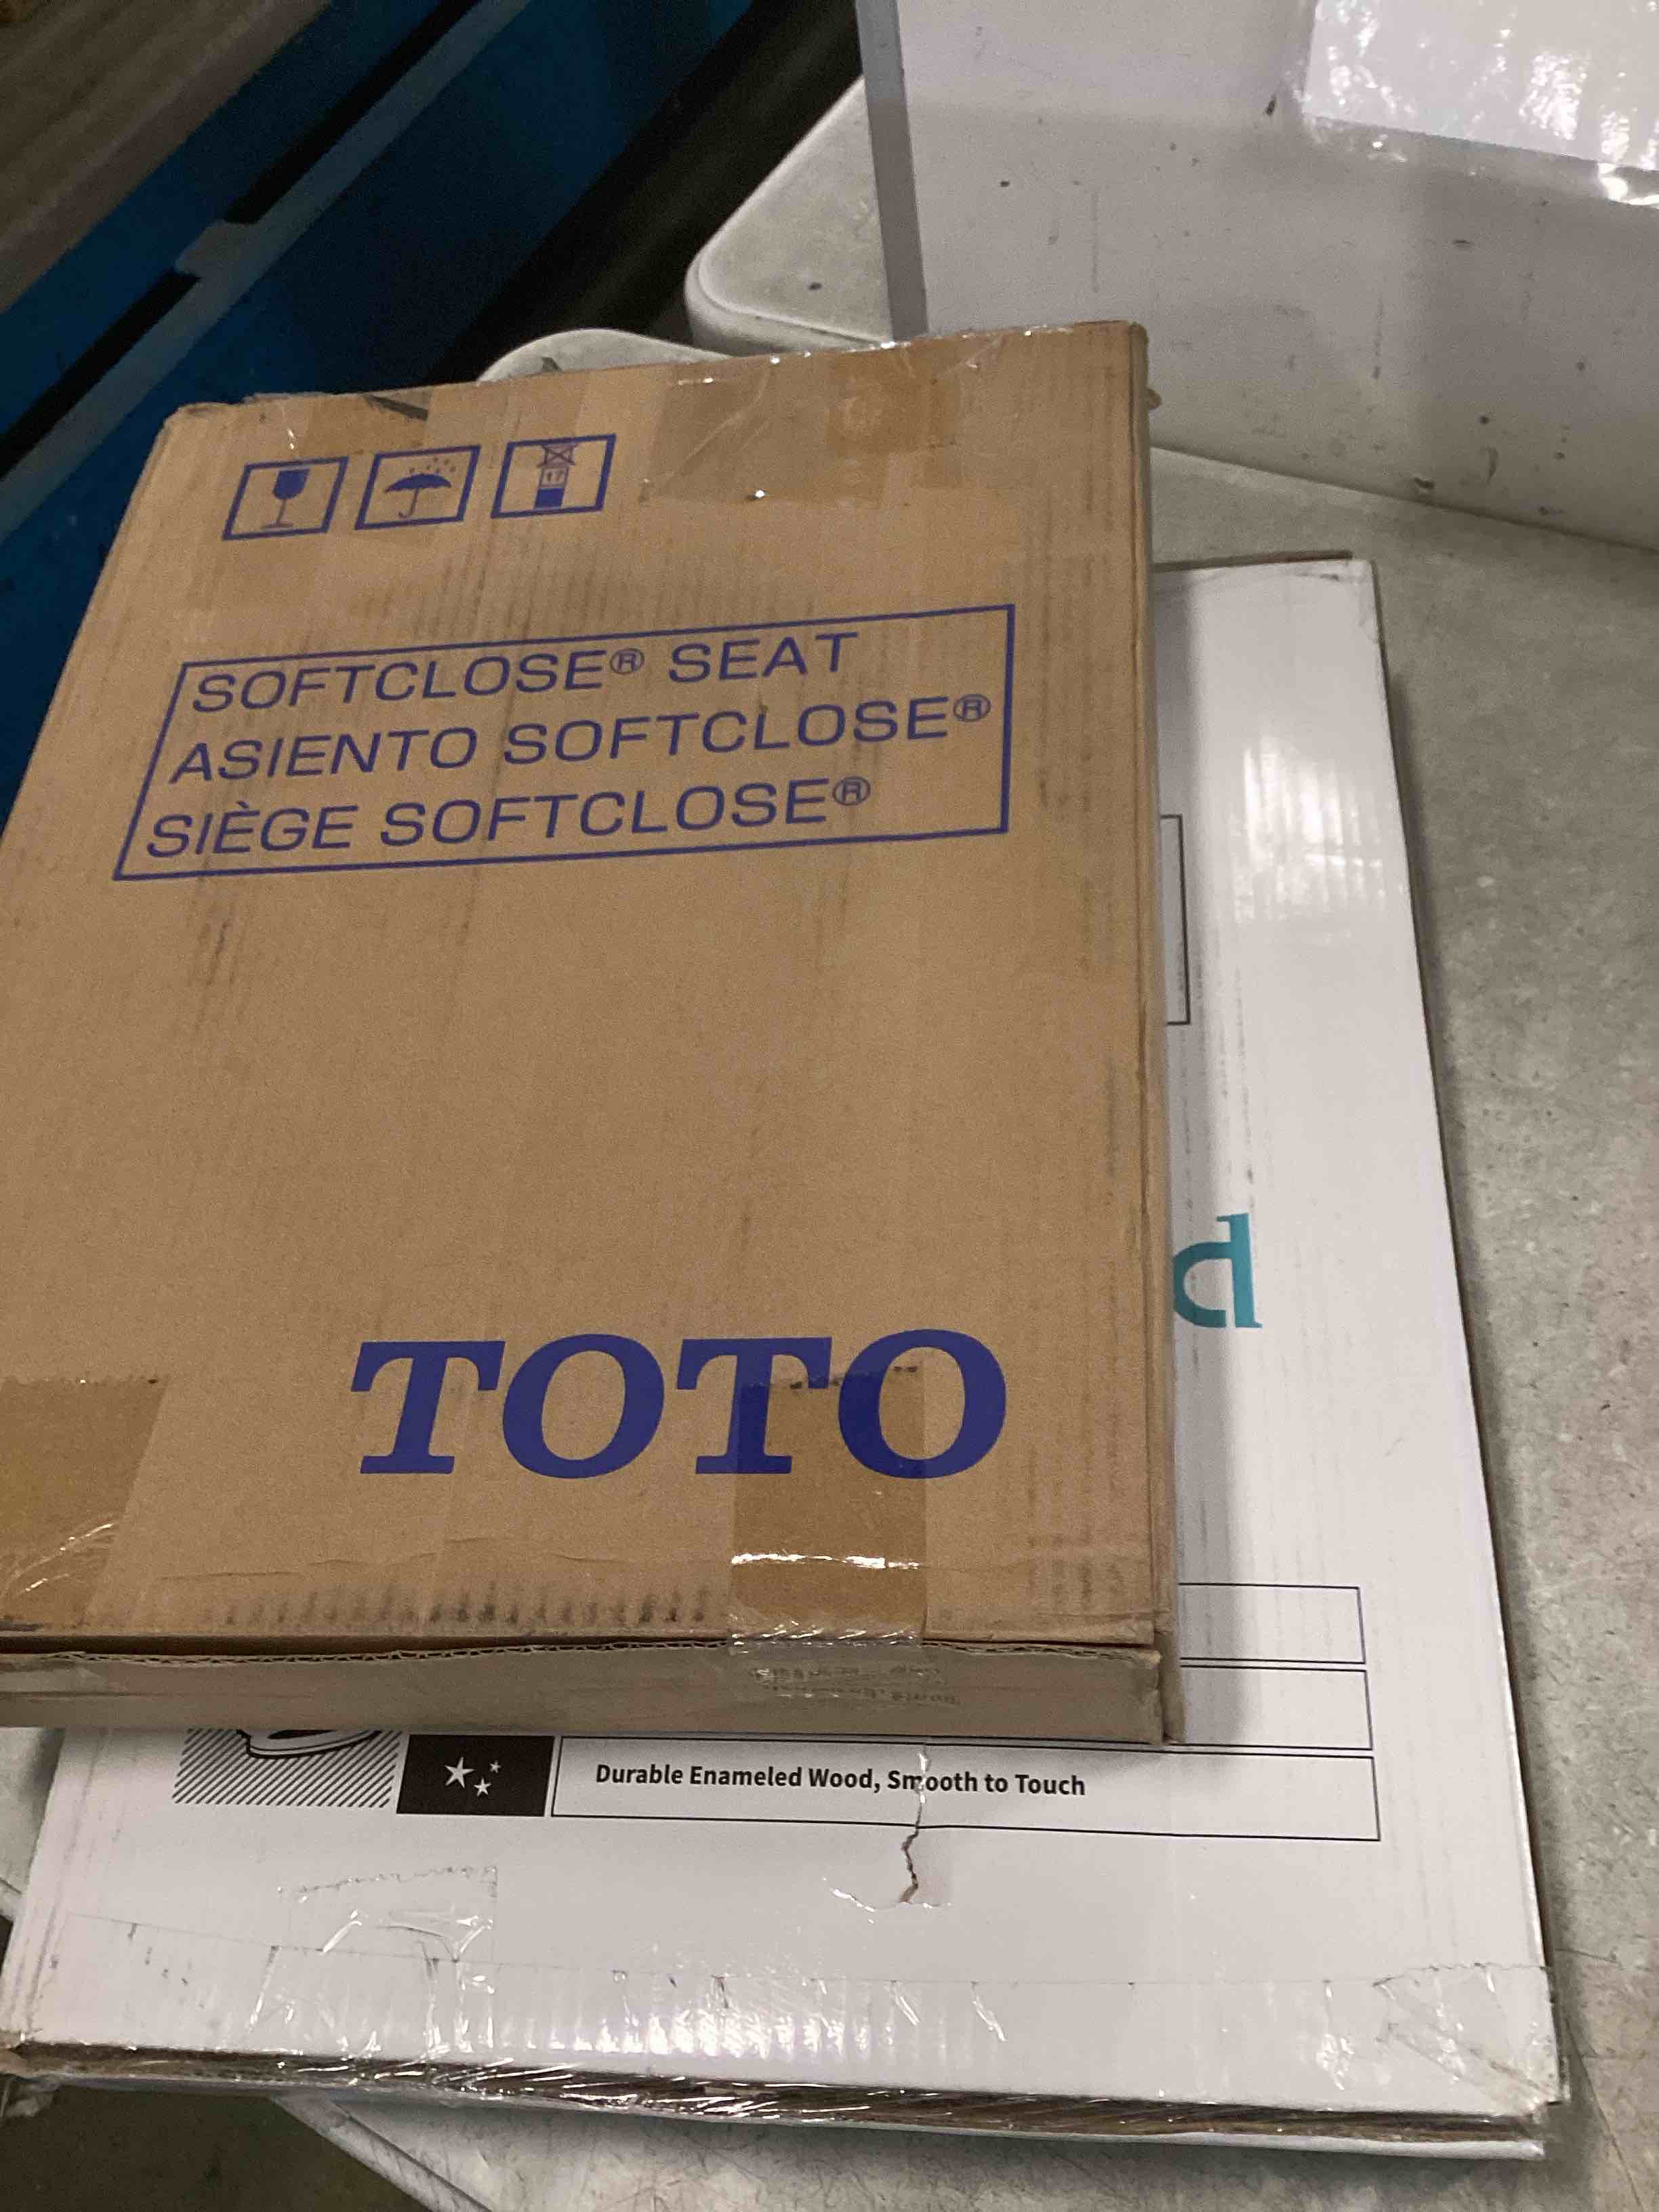 SOFTCLOSE® SEAT
ASIENTO SOFTCLOSE®
SIÈGE SOFTCLOSE®
TOTO
d
Durable Enameled Wood, Smooth to Touch